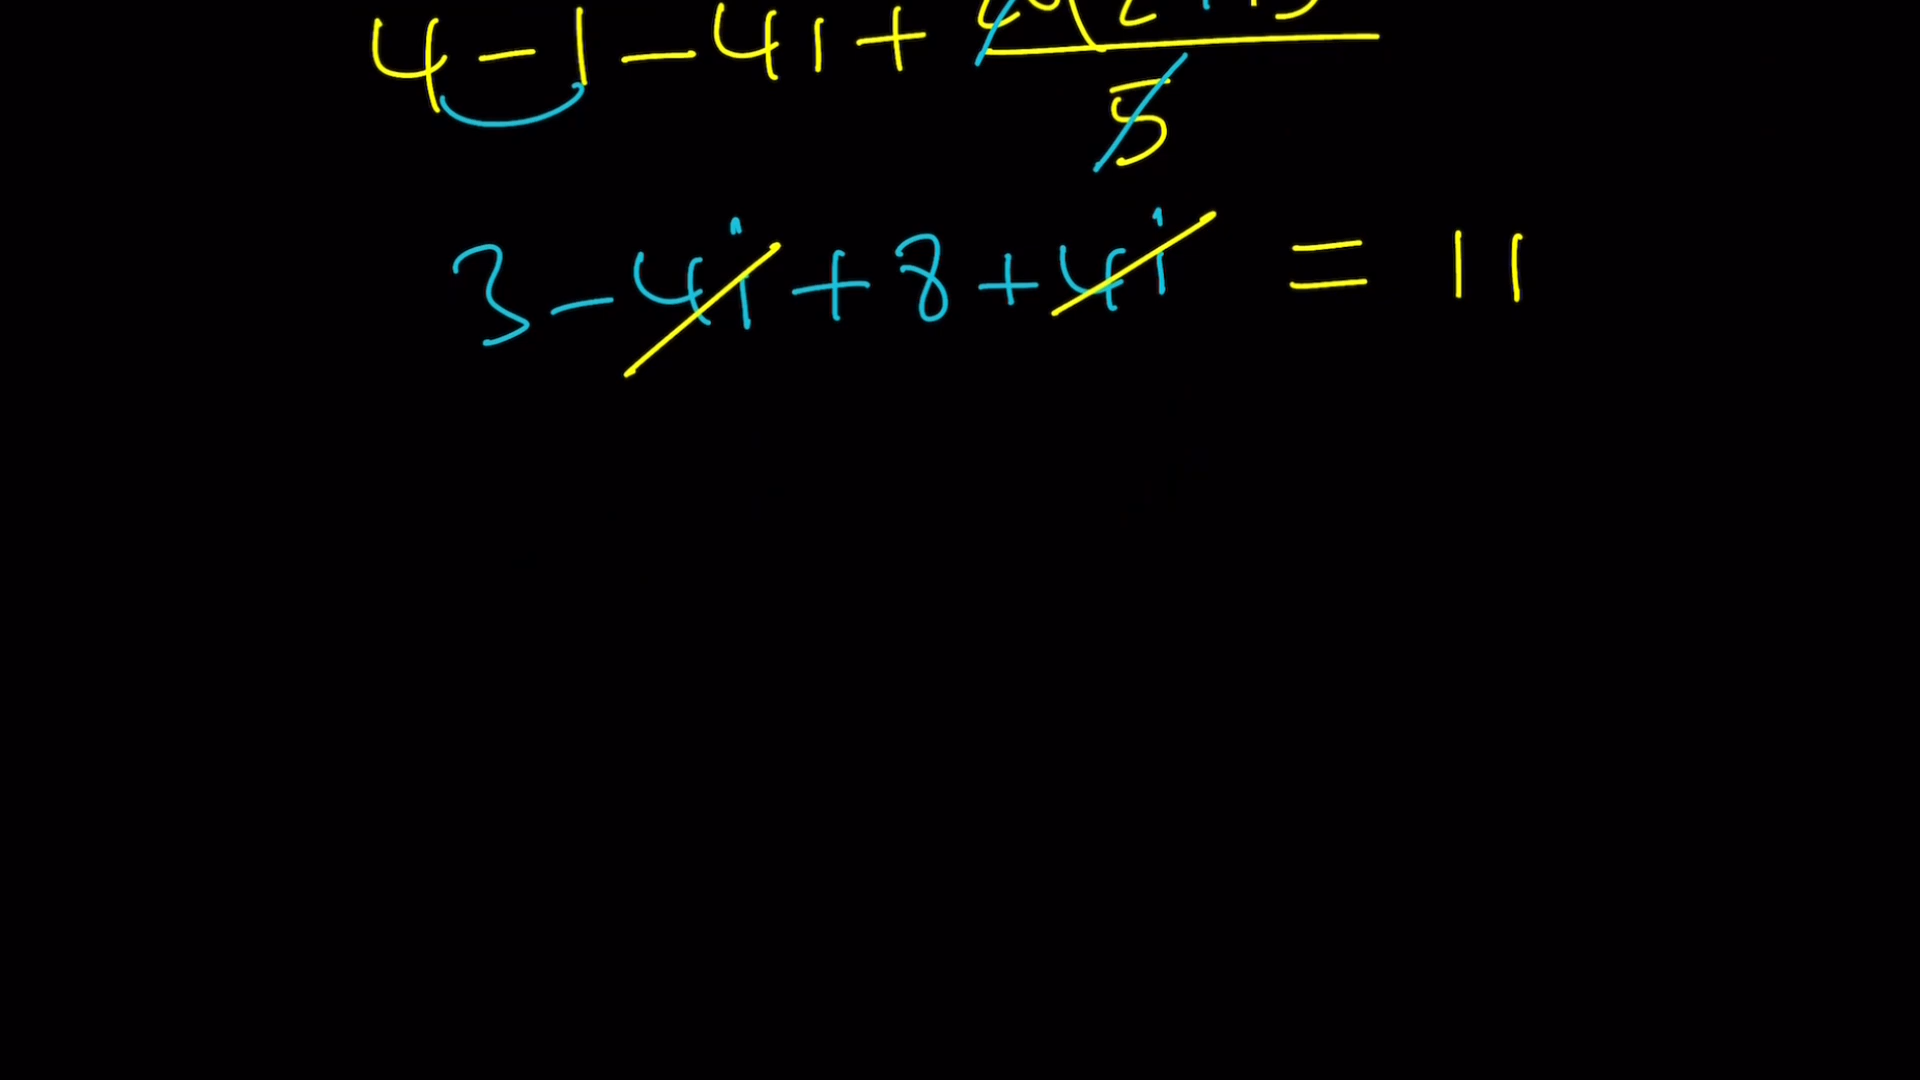 4 - 1 - 4i +
5
3 - 4i + 8 + 4i = 11